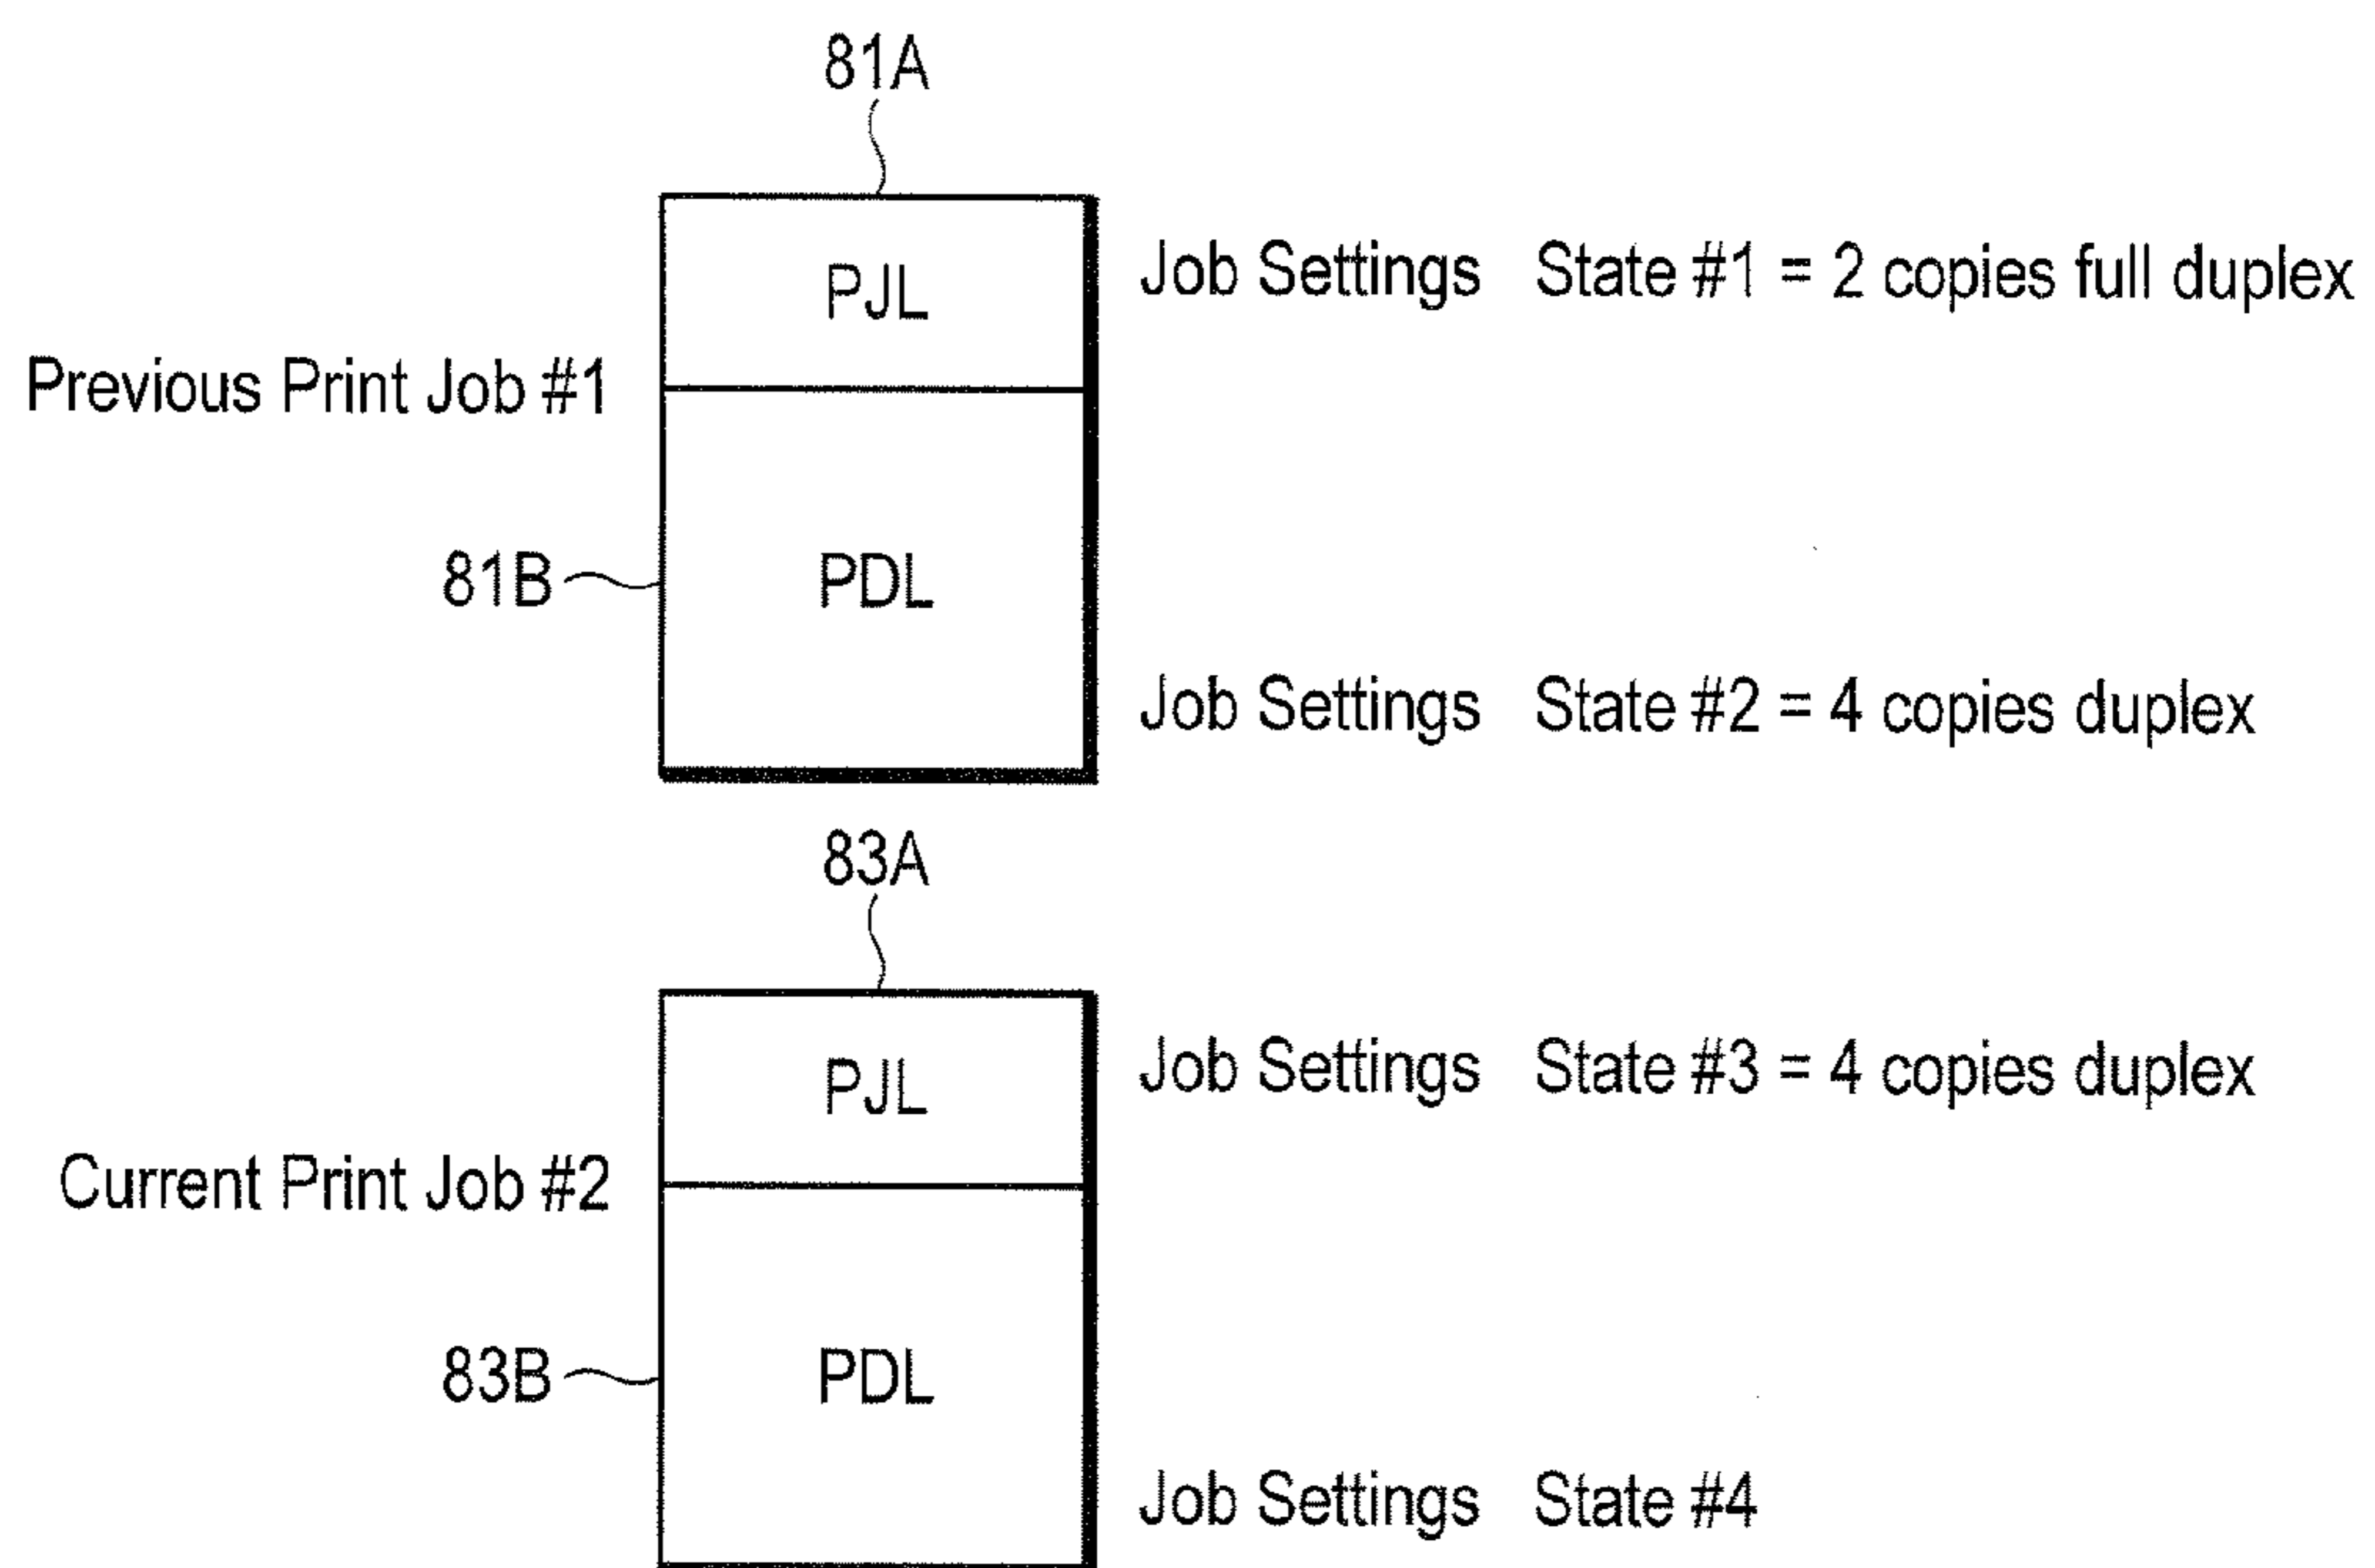 81A
PJL
Job Settings State #1 = 2 copies full duplex
Previous Print Job #1
81B
PDL
Job Settings State #2 = 4 copies duplex
83A
PJL
Job Settings State #3 = 4 copies duplex
Current Print Job #2
83B
PDL
Job Settings State #4